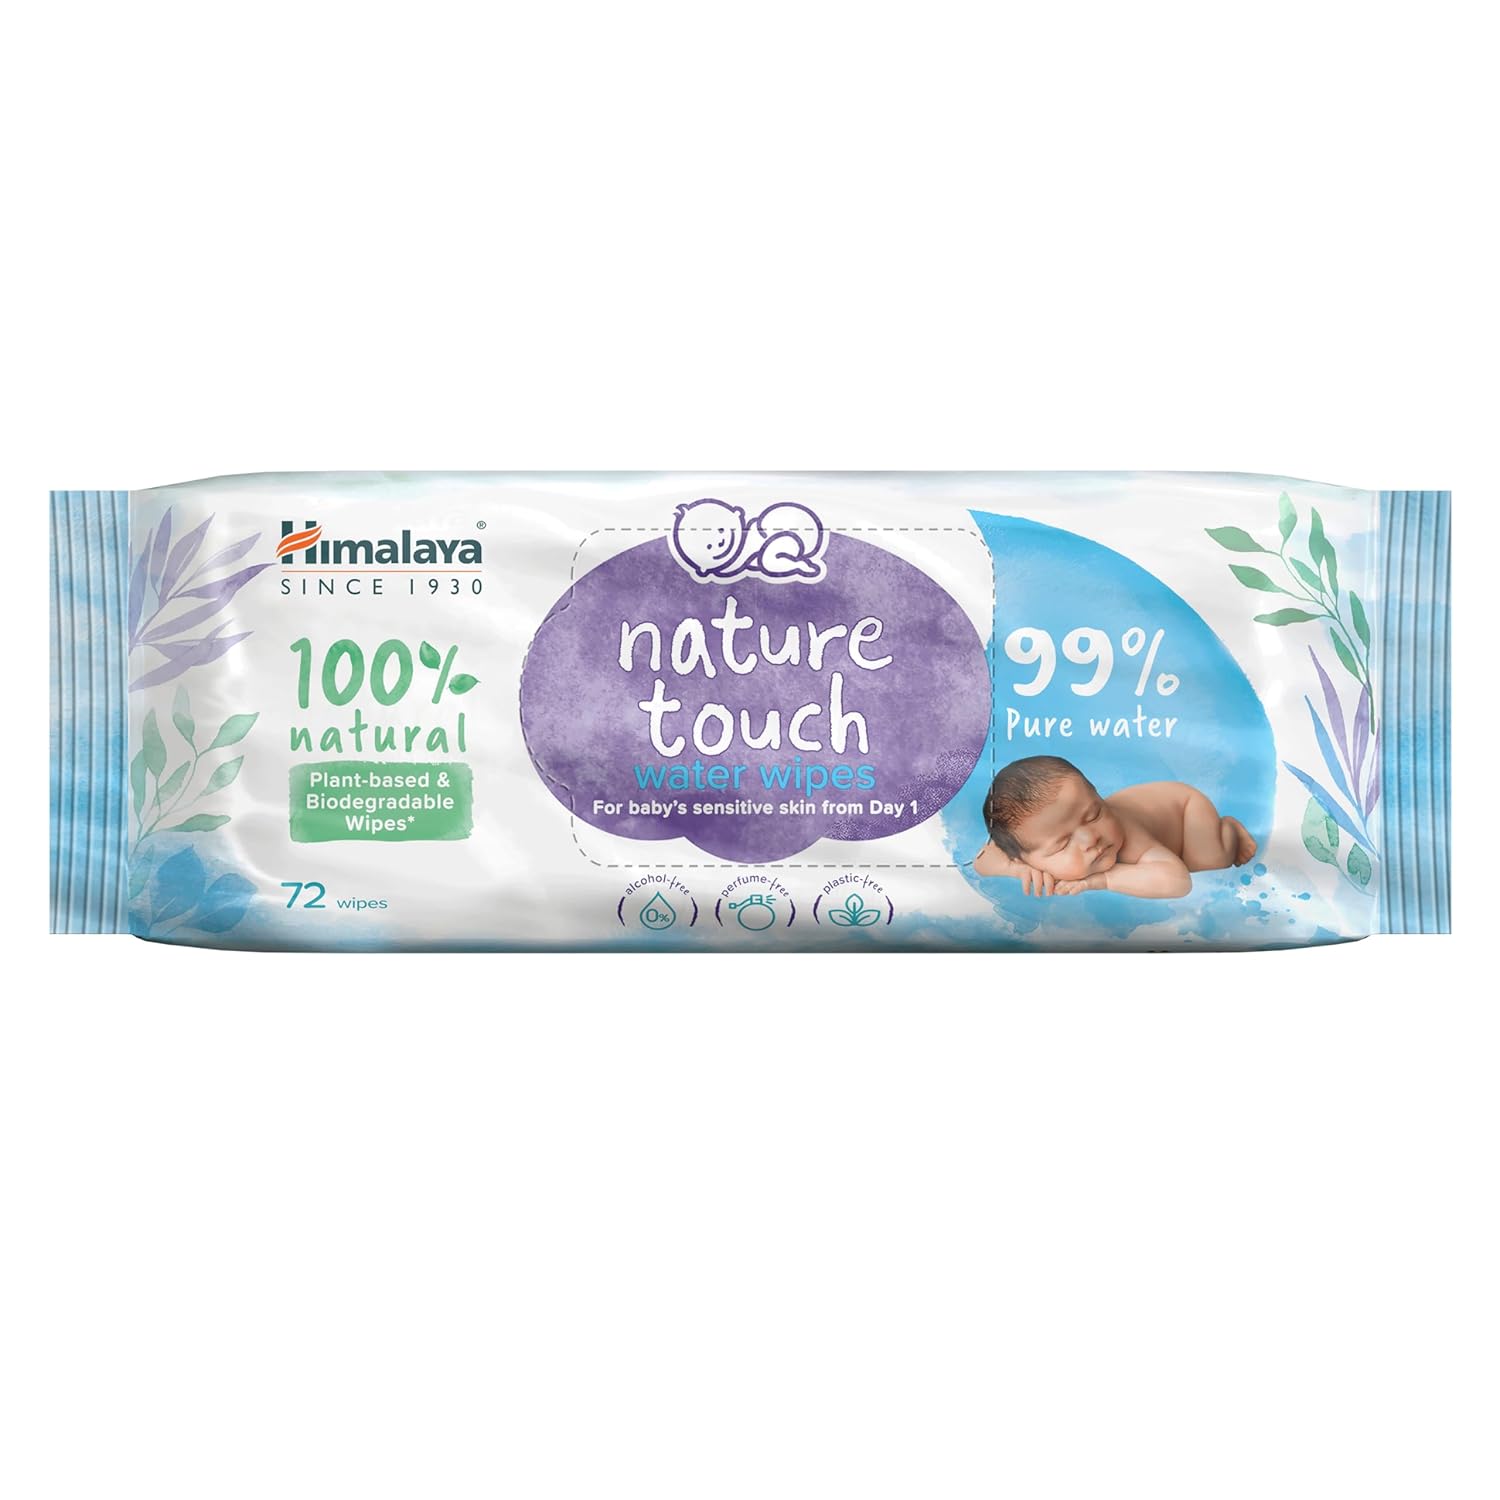 Himalaya®
SINCE 1930
100%
natural
Plant-based &
Biodegradable
Wipes*
72 wipes
nature
touch
water wipes
For baby's sensitive skin from Day 1
alcohol-free
0%
perfume-free
plastic-free
99%
Pure water